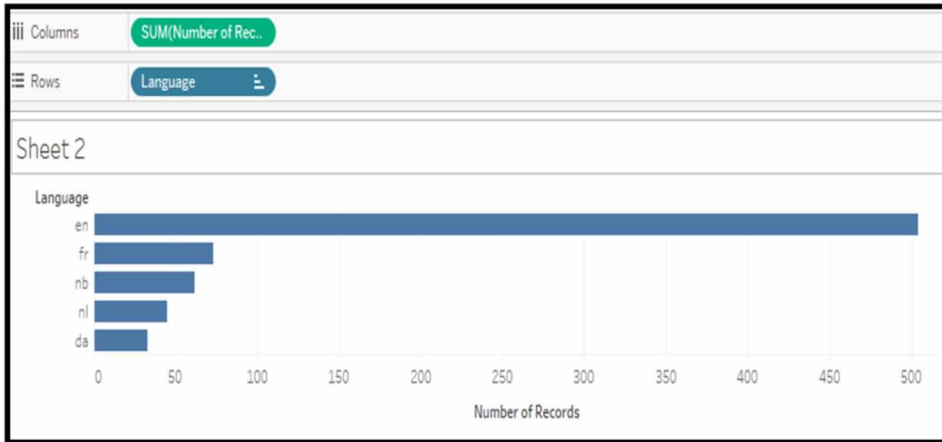 Columns SUM(Number of Rec..
Rows Language
Sheet 2
Language
en
fr
nb
nl
da
0 50 100 150 200 250 300 350 400 450 500
Number of Records